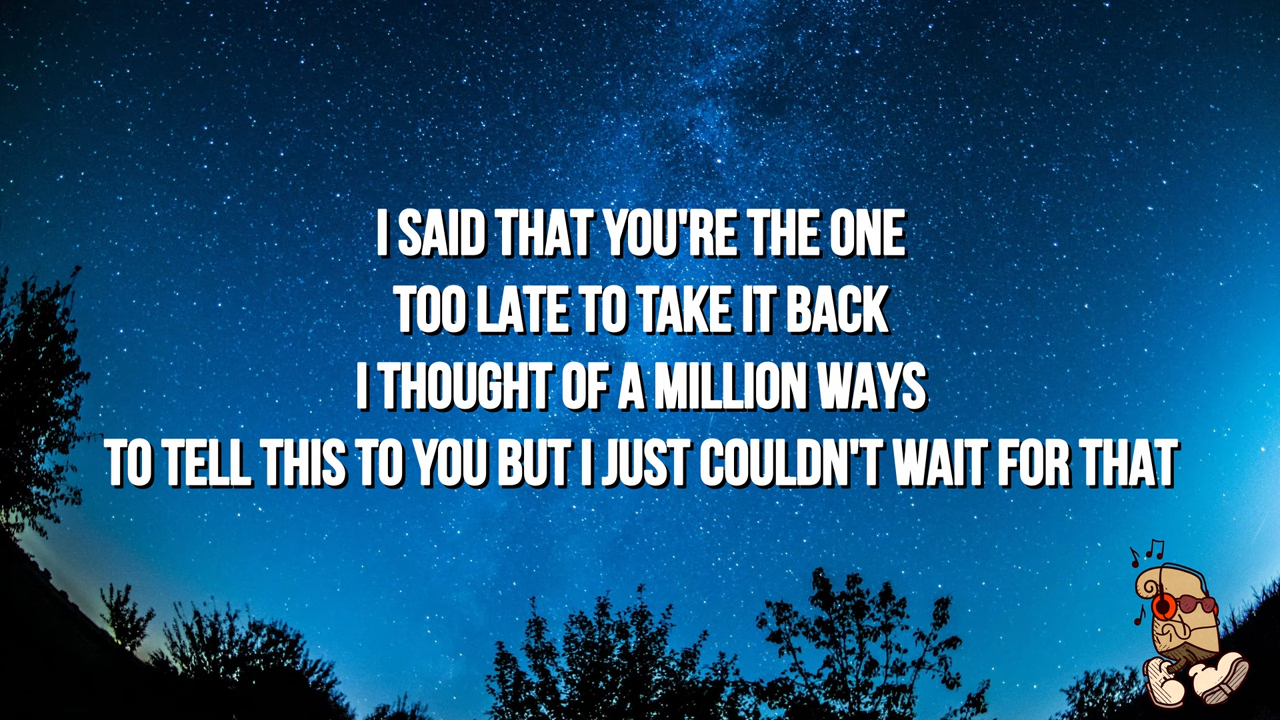 I SAID THAT YOU'RE THE ONE
TOO LATE TO TAKE IT BACK
I THOUGHT OF A MILLION WAYS
TO TELL THIS TO YOU BUT I JUST COULDN'T WAIT FOR THAT